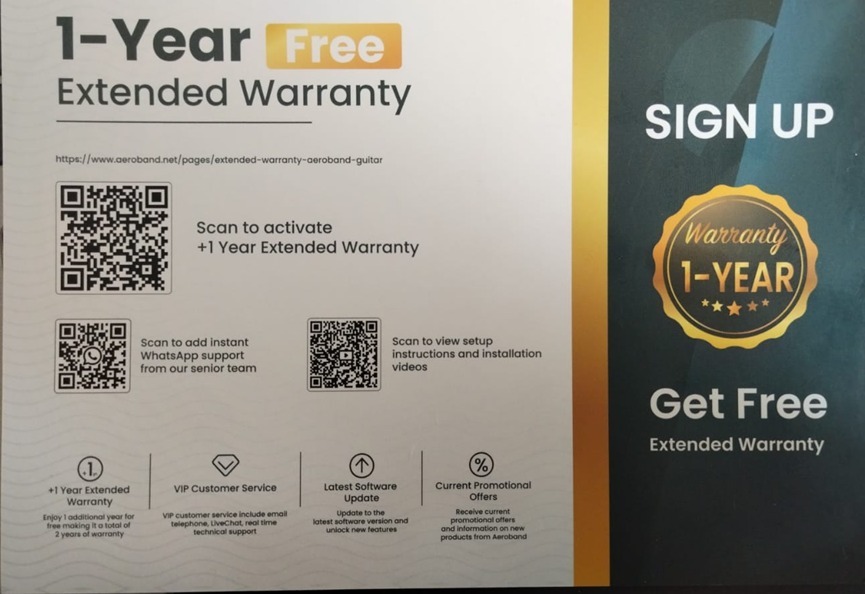 1-Year Free
Extended Warranty
https://www.aeroband.net/pages/extended-warranty-aeroband-guitar
Scan to activate
+1 Year Extended Warranty
Scan to add instant
WhatsApp support
from our senior team
Scan to view setup
instructions and installation
videos
+1
+1 Year Extended
Warranty
Enjoy 1 additional year for
free making it a total of
2 years of warranty
VIP Customer Service
VIP customer service include email
telephone, LiveChat, real time
technical support
Latest Software
Update
Update to the
latest software version and
unlock new features
%
Current Promotional
Offers
Receive current
promotional offers
and information on new
products from Aeroband
SIGN UP
Warranty
1-YEAR
Get Free
Extended Warranty